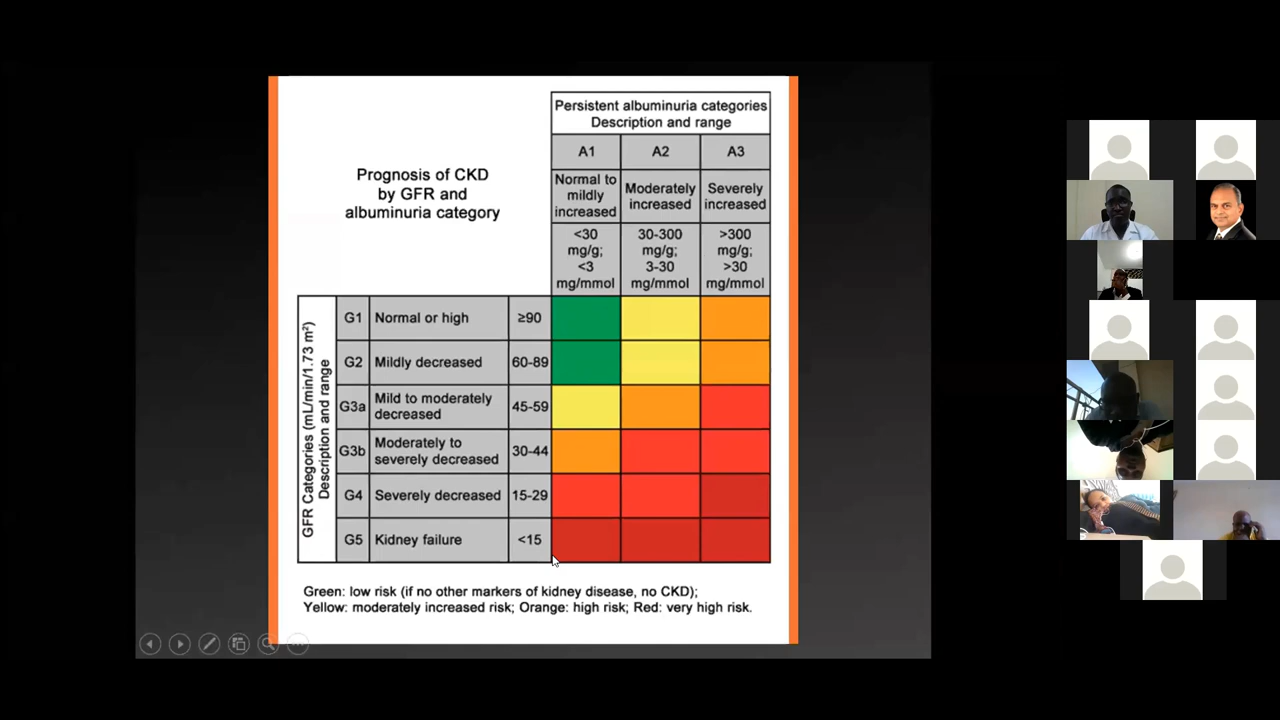 Persistent albuminuria categories
Description and range
Prognosis of CKD
by GFR and
albuminuria category
A1
A2
A3
Normal to
mildly
increased
Moderately
increased
Severely
increased
<30
mg/g;
<3
mg/mmol
30-300
mg/g;
3-30
mg/mmol
>300
mg/g;
>30
mg/mmol
GFR Categories (mL/min/1.73 m²)
Description and range
G1
Normal or high
≥90
G2
Mildly decreased
60-89
G3a
Mild to moderately
decreased
45-59
G3b
Moderately to
severely decreased
30-44
G4
Severely decreased
15-29
G5
Kidney failure
<15
Green: low risk (if no other markers of kidney disease, no CKD);
Yellow: moderately increased risk; Orange: high risk; Red: very high risk.